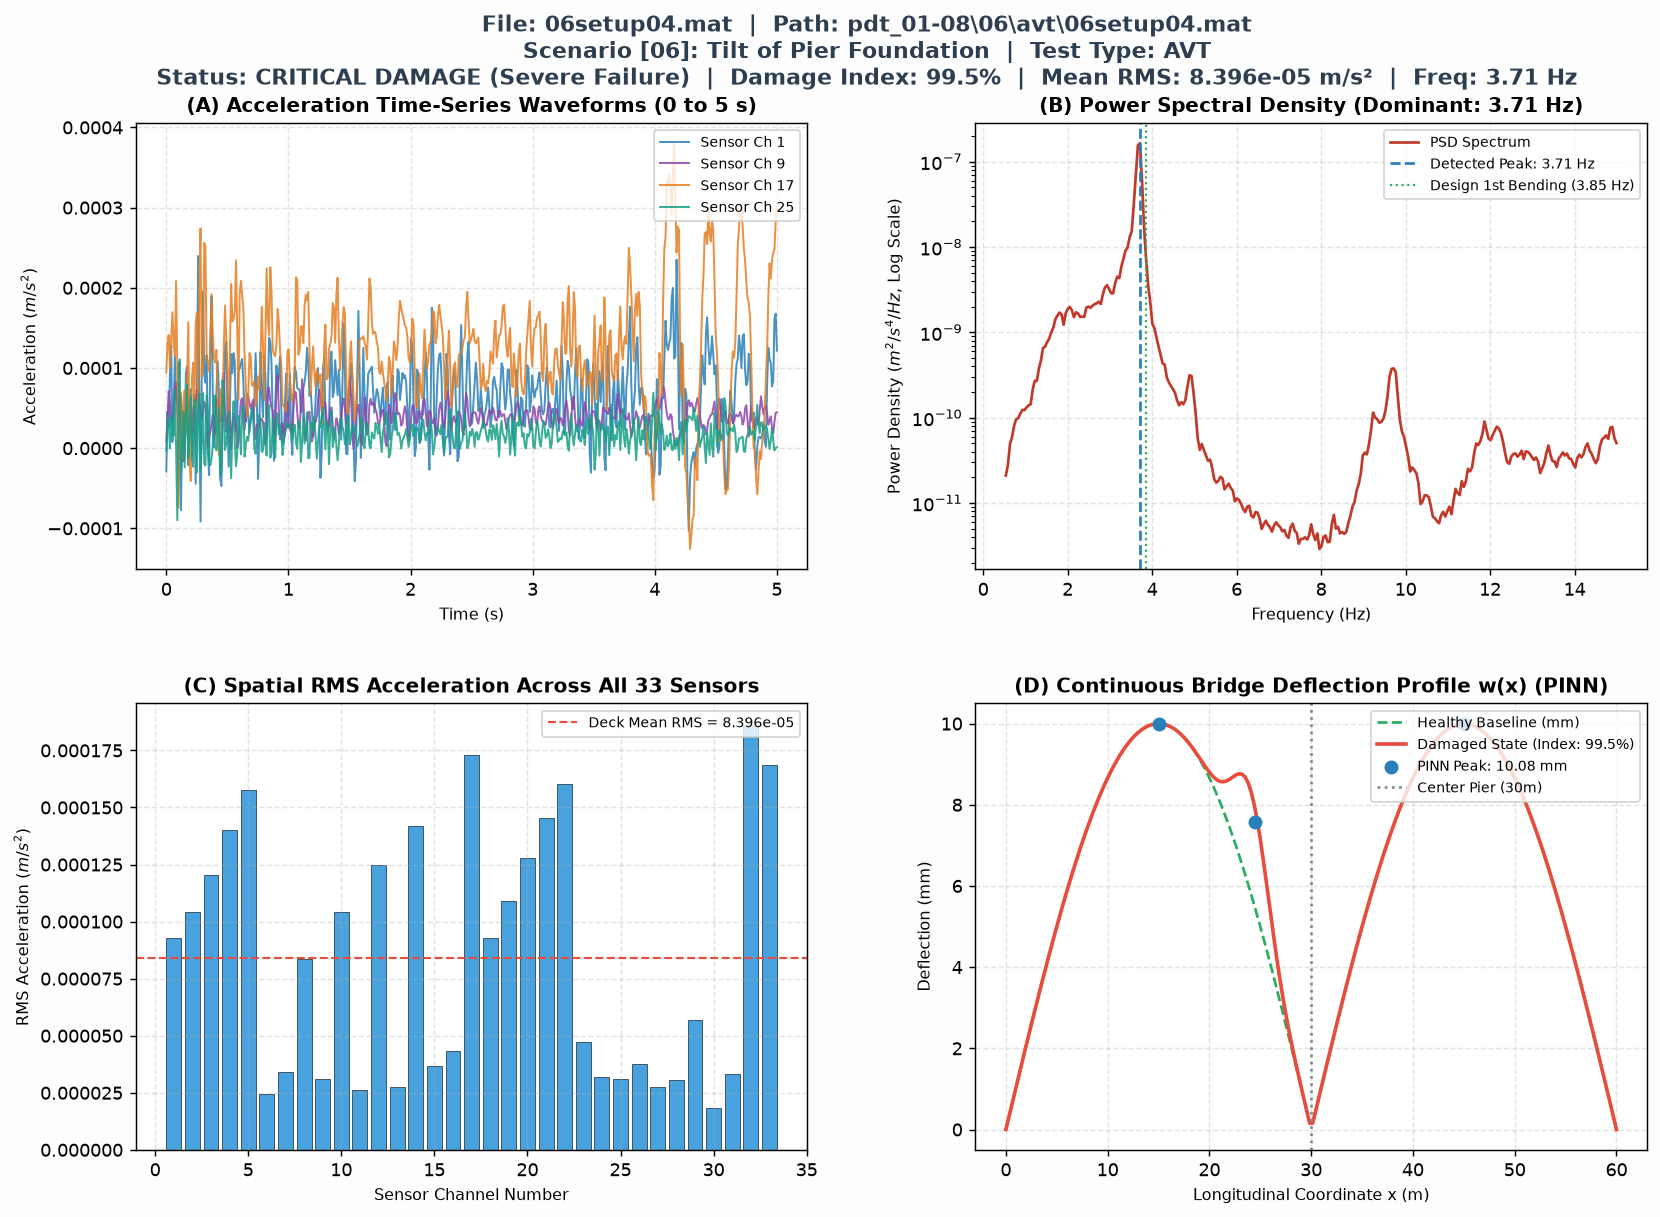 File: 06setup04.mat | Path: pdt_01-08\06\avt\06setup04.mat
Scenario [06]: Tilt of Pier Foundation | Test Type: AVT
Status: CRITICAL DAMAGE (Severe Failure) | Damage Index: 99.5% | Mean RMS: 8.396e-05 m/s² | Freq: 3.71 Hz
(A) Acceleration Time-Series Waveforms (0 to 5 s)
Acceleration (m/s²)
0.0004
0.0003
0.0002
0.0001
0.0000
−0.0001
Sensor Ch 1
Sensor Ch 9
Sensor Ch 17
Sensor Ch 25
0 1 2 3 4 5
Time (s)
(B) Power Spectral Density (Dominant: 3.71 Hz)
Power Density (m²/s⁴/Hz, Log Scale)
10⁻⁷
10⁻⁸
10⁻⁹
10⁻¹⁰
10⁻¹¹
PSD Spectrum
Detected Peak: 3.71 Hz
Design 1st Bending (3.85 Hz)
0 2 4 6 8 10 12 14
Frequency (Hz)
(C) Spatial RMS Acceleration Across All 33 Sensors
RMS Acceleration (m/s²)
0.000175
0.000150
0.000125
0.000100
0.000075
0.000050
0.000025
0.000000
Deck Mean RMS = 8.396e-05
0 5 10 15 20 25 30 35
Sensor Channel Number
(D) Continuous Bridge Deflection Profile w(x) (PINN)
Deflection (mm)
10
8
6
4
2
0
Healthy Baseline (mm)
Damaged State (Index: 99.5%)
PINN Peak: 10.08 mm
Center Pier (30m)
0 10 20 30 40 50 60
Longitudinal Coordinate x (m)